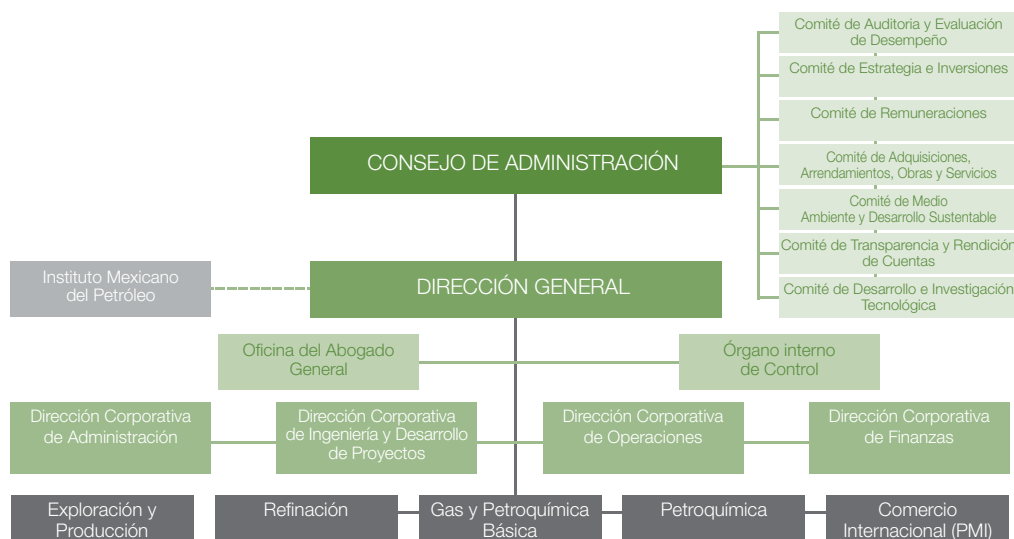 Comité de Auditoria y Evaluación
de Desempeño
Comité de Estrategia e Inversiones
Comité de Remuneraciones
CONSEJO DE ADMINISTRACIÓN
Comité de Adquisiciones,
Arrendamientos, Obras y Servicios
Comité de Medio
Ambiente y Desarrollo Sustentable
Comité de Transparencia y Rendición
de Cuentas
Instituto Mexicano
del Petróleo
DIRECCIÓN GENERAL
Comité de Desarrollo e Investigación
Tecnológica
Oficina del Abogado
General
Órgano interno
de Control
Dirección Corporativa
de Administración
Dirección Corporativa
de Ingeniería y Desarrollo
de Proyectos
Dirección Corporativa
de Operaciones
Dirección Corporativa
de Finanzas
Exploración y
Producción
Refinación
Gas y Petroquímica
Básica
Petroquímica
Comercio
Internacional (PMI)